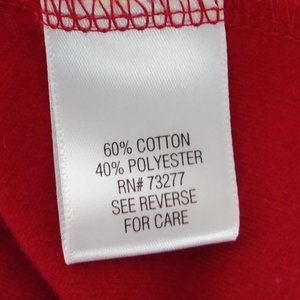 60% COTTON
40% POLYESTER
RN# 73277
SEE REVERSE
FOR CARE